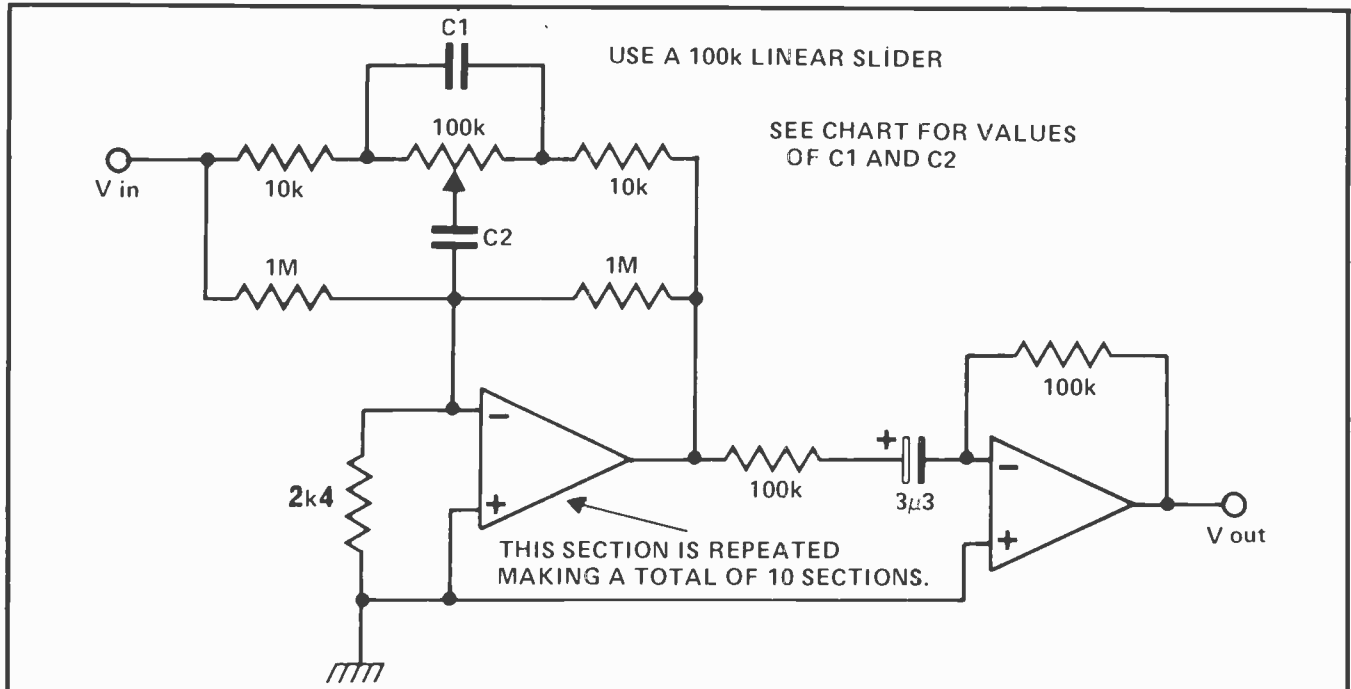 C1
USE A 100k LINEAR SLIDER
100k
SEE CHART FOR VALUES
OF C1 AND C2
V in
10k
10k
C2
1M
1M
100k
2k4
−
+
100k
+
3μ3
−
+
V out
THIS SECTION IS REPEATED
MAKING A TOTAL OF 10 SECTIONS.